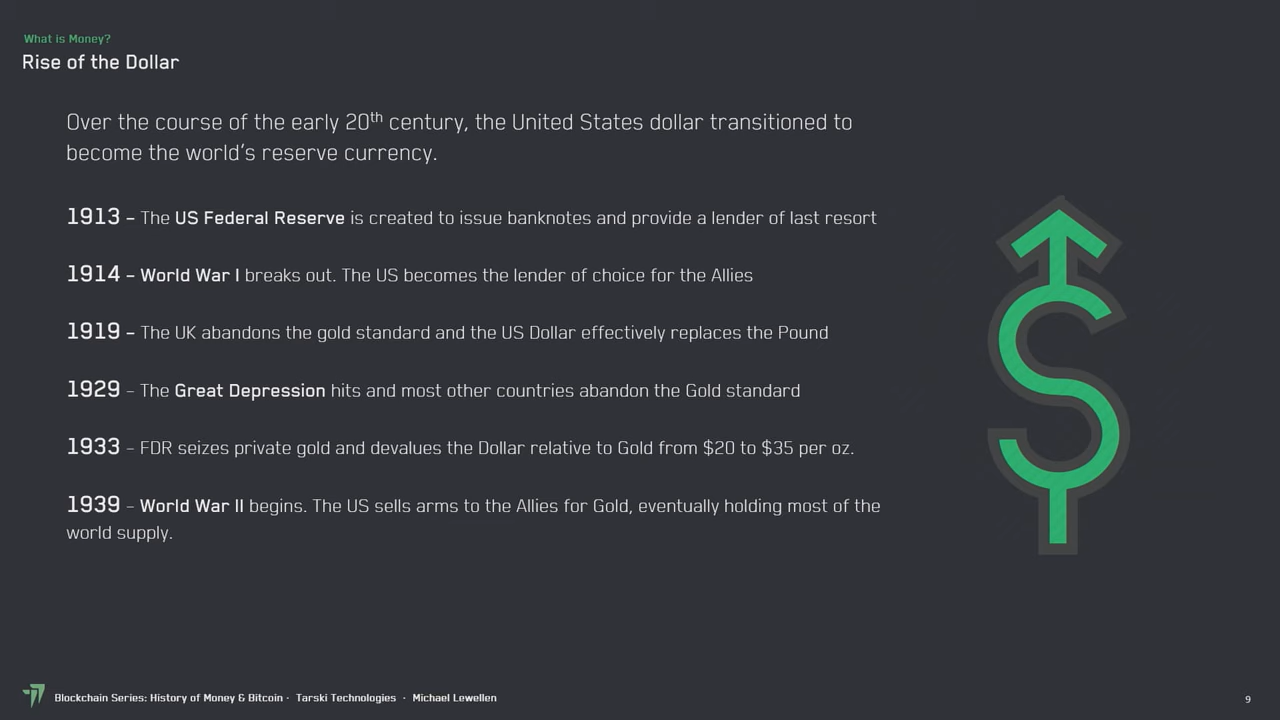 What is Money?
Rise of the Dollar
Over the course of the early 20th century, the United States dollar transitioned to
become the world's reserve currency.
1913 – The US Federal Reserve is created to issue banknotes and provide a lender of last resort
1914 – World War I breaks out. The US becomes the lender of choice for the Allies
1919 – The UK abandons the gold standard and the US Dollar effectively replaces the Pound
1929 – The Great Depression hits and most other countries abandon the Gold standard
1933 – FDR seizes private gold and devalues the Dollar relative to Gold from $20 to $35 per oz.
1939 – World War II begins. The US sells arms to the Allies for Gold, eventually holding most of the
world supply.
Blockchain Series: History of Money & Bitcoin · Tarski Technologies · Michael Lewellen
9